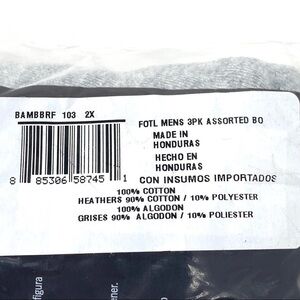 BAMBBRF 103 2X
FOTL MENS 3PK ASSORTED BO
MADE IN
HONDURAS
HECHO EN
HONDURAS
8 85306 58745 1
CON INSUMOS IMPORTADOS
100% COTTON
HEATHERS 90% COTTON / 10% POLYESTER
100% ALGODON
GRISES 90% ALGODON / 10% POLIESTER
figura
ner.